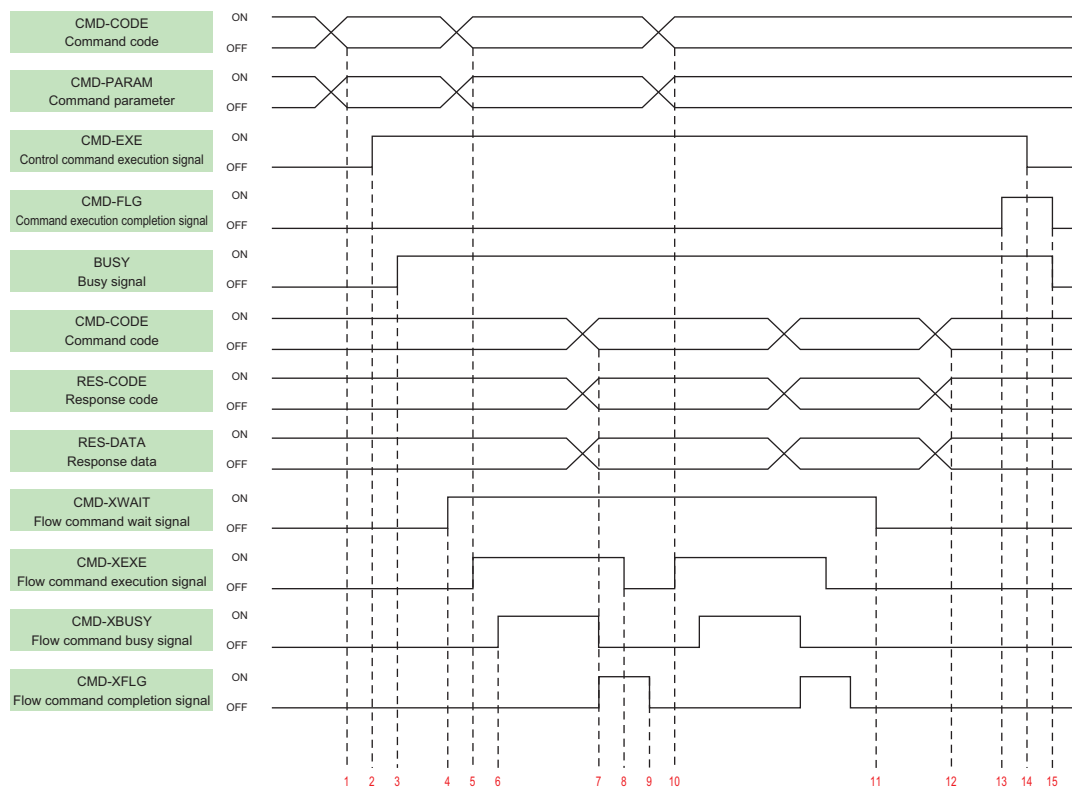 CMD-CODE
Command code
ON
OFF
CMD-PARAM
Command parameter
ON
OFF
CMD-EXE
Control command execution signal
ON
OFF
CMD-FLG
Command execution completion signal
ON
OFF
BUSY
Busy signal
ON
OFF
CMD-CODE
Command code
ON
OFF
RES-CODE
Response code
ON
OFF
RES-DATA
Response data
ON
OFF
CMD-XWAIT
Flow command wait signal
ON
OFF
CMD-XEXE
Flow command execution signal
ON
OFF
CMD-XBUSY
Flow command busy signal
ON
OFF
CMD-XFLG
Flow command completion signal
ON
OFF
1 2 3 4 5 6 7 8 9 10 11 12 13 14 15